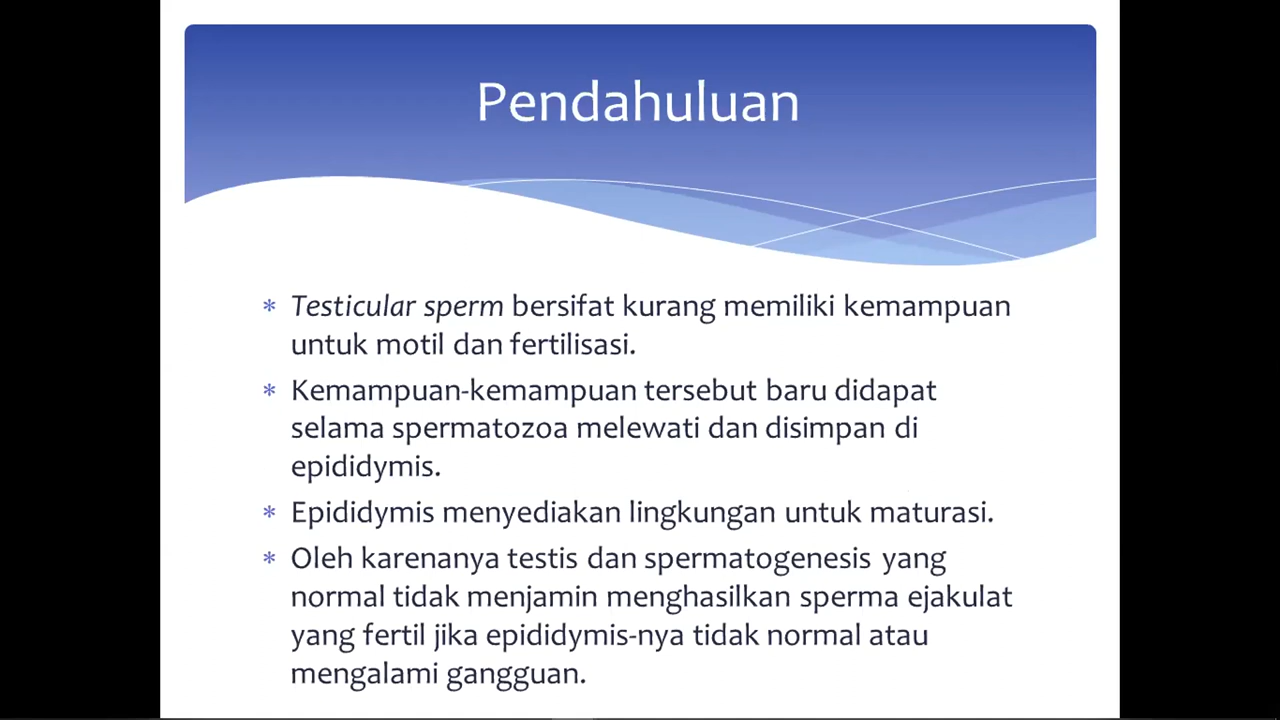 Pendahuluan
* Testicular sperm bersifat kurang memiliki kemampuan
untuk motil dan fertilisasi.
* Kemampuan-kemampuan tersebut baru didapat
selama spermatozoa melewati dan disimpan di
epididymis.
* Epididymis menyediakan lingkungan untuk maturasi.
* Oleh karenanya testis dan spermatogenesis yang
normal tidak menjamin menghasilkan sperma ejakulat
yang fertil jika epididymis-nya tidak normal atau
mengalami gangguan.